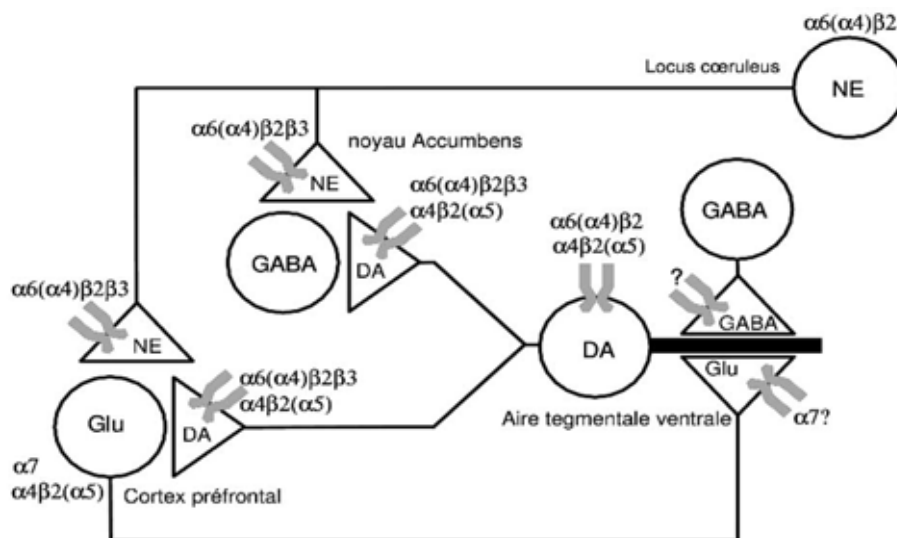 α6(α4)β2
Locus cœruleus
NE
α6(α4)β2β3
NE
noyau Accumbens
α6(α4)β2β3
α4β2(α5)
GABA
DA
α6(α4)β2
α4β2(α5)
DA
GABA
?
GABA
Glu
α7?
Aire tegmentale ventrale
α6(α4)β2β3
NE
α6(α4)β2β3
α4β2(α5)
Glu
DA
α7
α4β2(α5)
Cortex préfrontal